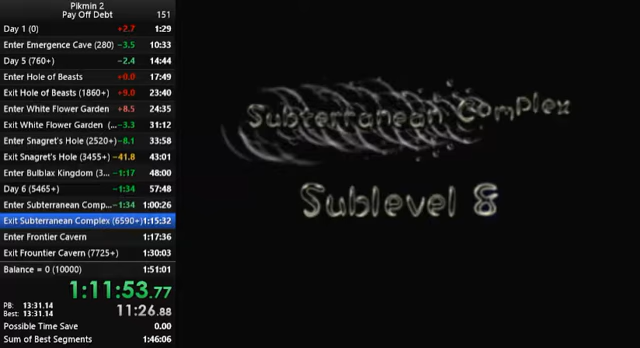 Pikmin 2
Pay Off Debt 151
Day 1 (0) +2.7 1:29
Enter Emergence Cave (280) -3.5 10:33
Day 5 (760+) -2.4 14:44
Enter Hole of Beasts +0.0 17:49
Exit Hole of Beasts (1860+) +9.0 23:40
Enter White Flower Garden +8.5 24:35
Exit White Flower Garden (... -3.3 31:12
Enter Snagret's Hole (2520+) -8.1 33:58
Exit Snagret's Hole (3455+) -41.8 43:01
Enter Bulblax Kingdom (3... -1:17 48:00
Day 6 (5465+) -1:34 57:48
Enter Subterranean Comp... -1:34 1:00:26
Exit Subterranean Complex (6590+) 1:15:32
Enter Frontier Cavern 1:17:36
Exit Frountier Cavern (7725+) 1:30:03
Balance = 0 (10000) 1:51:01
1:11:53.77
PB: 13:31.14
Best: 13:31.14
11:26.88
Possible Time Save 0.00
Sum of Best Segments 1:46:06
Subterranean Complex
Sublevel 8